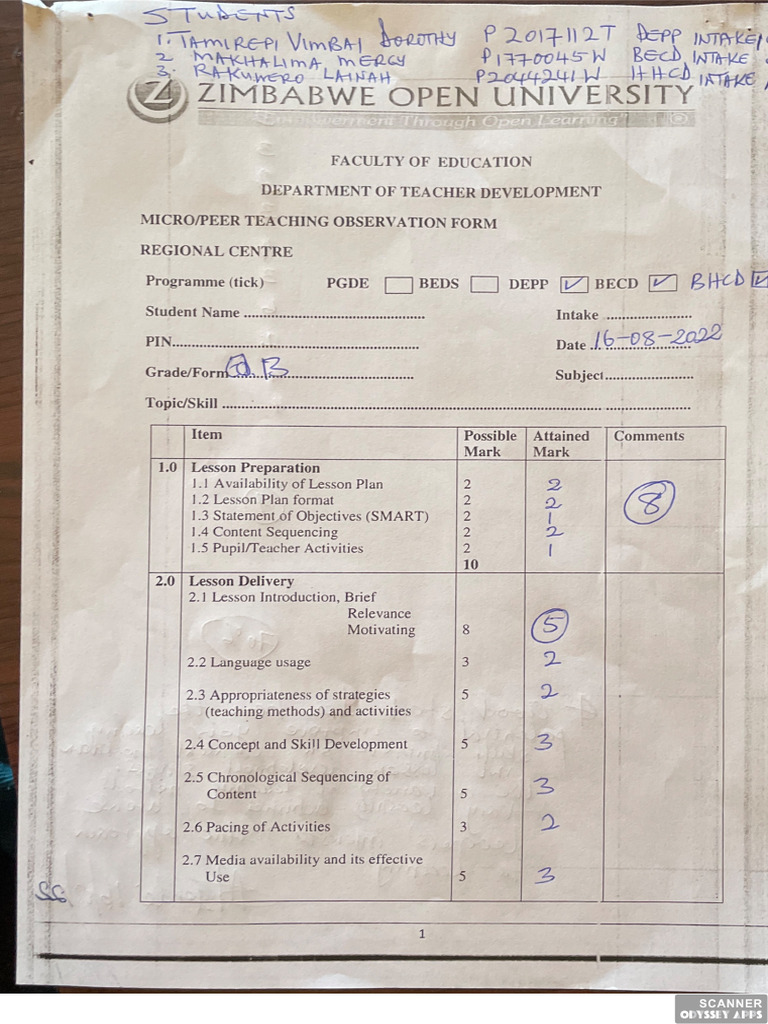 STUDENTS
1. TAMIREPI VIMBAI DOROTHY P2017112T DEPP INTAKE
2 MAKHALIMA MERCY P1770045W BECD INTAKE
3. RAKUMERO LAINAH P2044241W HHCD INTAKE
ZIMBABWE OPEN UNIVERSITY
"Empowerment Through Open Learning"
FACULTY OF EDUCATION
DEPARTMENT OF TEACHER DEVELOPMENT
MICRO/PEER TEACHING OBSERVATION FORM
REGIONAL CENTRE
Programme (tick) PGDE BEDS DEPP ✓ BECD ✓ BHCD ✓
Student Name ............ Intake ............
PIN............ Date 16-08-2022
Grade/Form B ............ Subject............
Topic/Skill ............
Item Possible Mark Attained Mark Comments
1.0 Lesson Preparation
1.1 Availability of Lesson Plan 2 2
1.2 Lesson Plan format 2 2 8
1.3 Statement of Objectives (SMART) 2 1
1.4 Content Sequencing 2 2
1.5 Pupil/Teacher Activities 2 1
10
2.0 Lesson Delivery
2.1 Lesson Introduction, Brief
Relevance
Motivating 8 5
2.2 Language usage 3 2
2.3 Appropriateness of strategies 5 2
(teaching methods) and activities
2.4 Concept and Skill Development 5 3
2.5 Chronological Sequencing of
Content 5 3
2.6 Pacing of Activities 3 2
2.7 Media availability and its effective
Use 5 3
1
SCANNER
ODYSSEY APPS